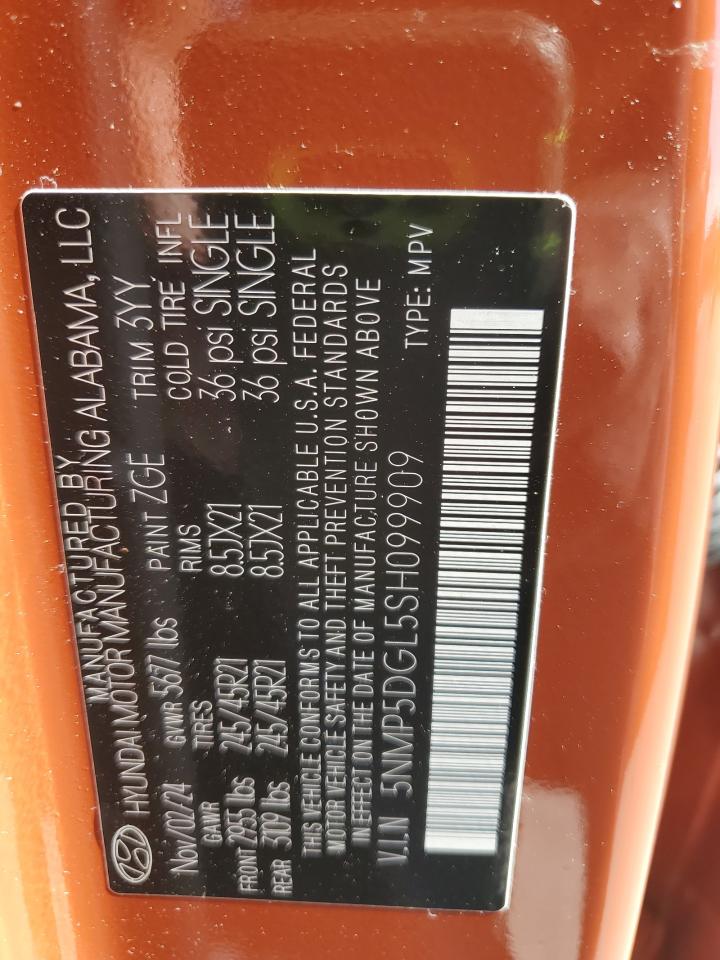 MANUFACTURED BY
HYUNDAI MOTOR MANUFACTURING ALABAMA, LLC
Nov/02/24 GVWR 5677 lbs PAINT ZGE TRIM 3YY
GAWR TIRES RIMS COLD TIRE INFL
FRONT 2955 lbs 245/45R21 8.5JX21 36 psi SINGLE
REAR 3109 lbs 245/45R21 8.5JX21 36 psi SINGLE
THIS VEHICLE CONFORMS TO ALL APPLICABLE U.S.A. FEDERAL
MOTOR VEHICLE SAFETY AND THEFT PREVENTION STANDARDS
IN EFFECT ON THE DATE OF MANUFACTURE SHOWN ABOVE
V.I.N 5NMP5DGL5SH099909 TYPE: MPV